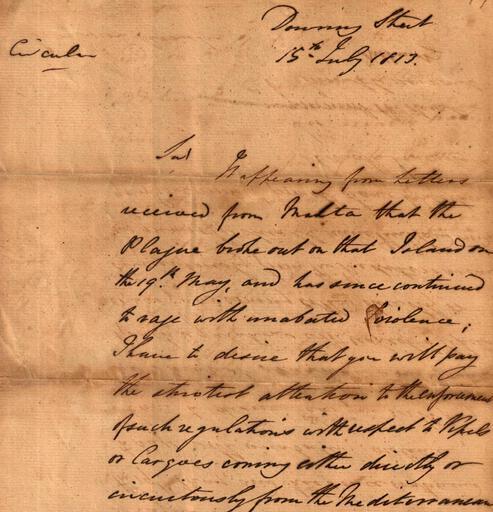 Downing Street
15th July 1813.
Circular
Sir/ It appearing from Letters
received from Malta that the
Plague broke out on that Island on
the 19th May, and has since continued
to rage with unabated Violence;
I have to desire that you will pay
the strictest attention to the enforcement
of such regulations with respect to Vessels
or Cargoes coming either directly or
circuitously from the Mediterranean